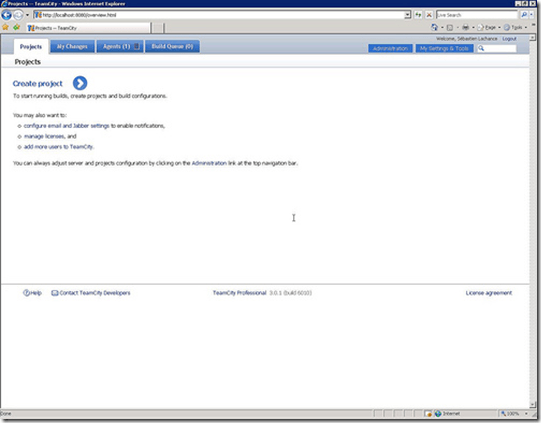 Projects -- TeamCity - Windows Internet Explorer
http://localhost:8080/overview.html
Live Search
Projects -- TeamCity
Page
Tools
Welcome, Sébastien Lachance Logout
Projects
My Changes
Agents (1)
Build Queue (0)
Administration
My Settings & Tools
Projects
Create project
To start running builds, create projects and build configurations.
You may also want to:
configure email and Jabber settings to enable notifications,
manage licenses, and
add more users to TeamCity.
You can always adjust server and projects configuration by clicking on the Administration link at the top navigation bar.
Help
Contact TeamCity Developers
TeamCity Professional 3.0.1 (build 6010)
License agreement
Done
Internet
100%